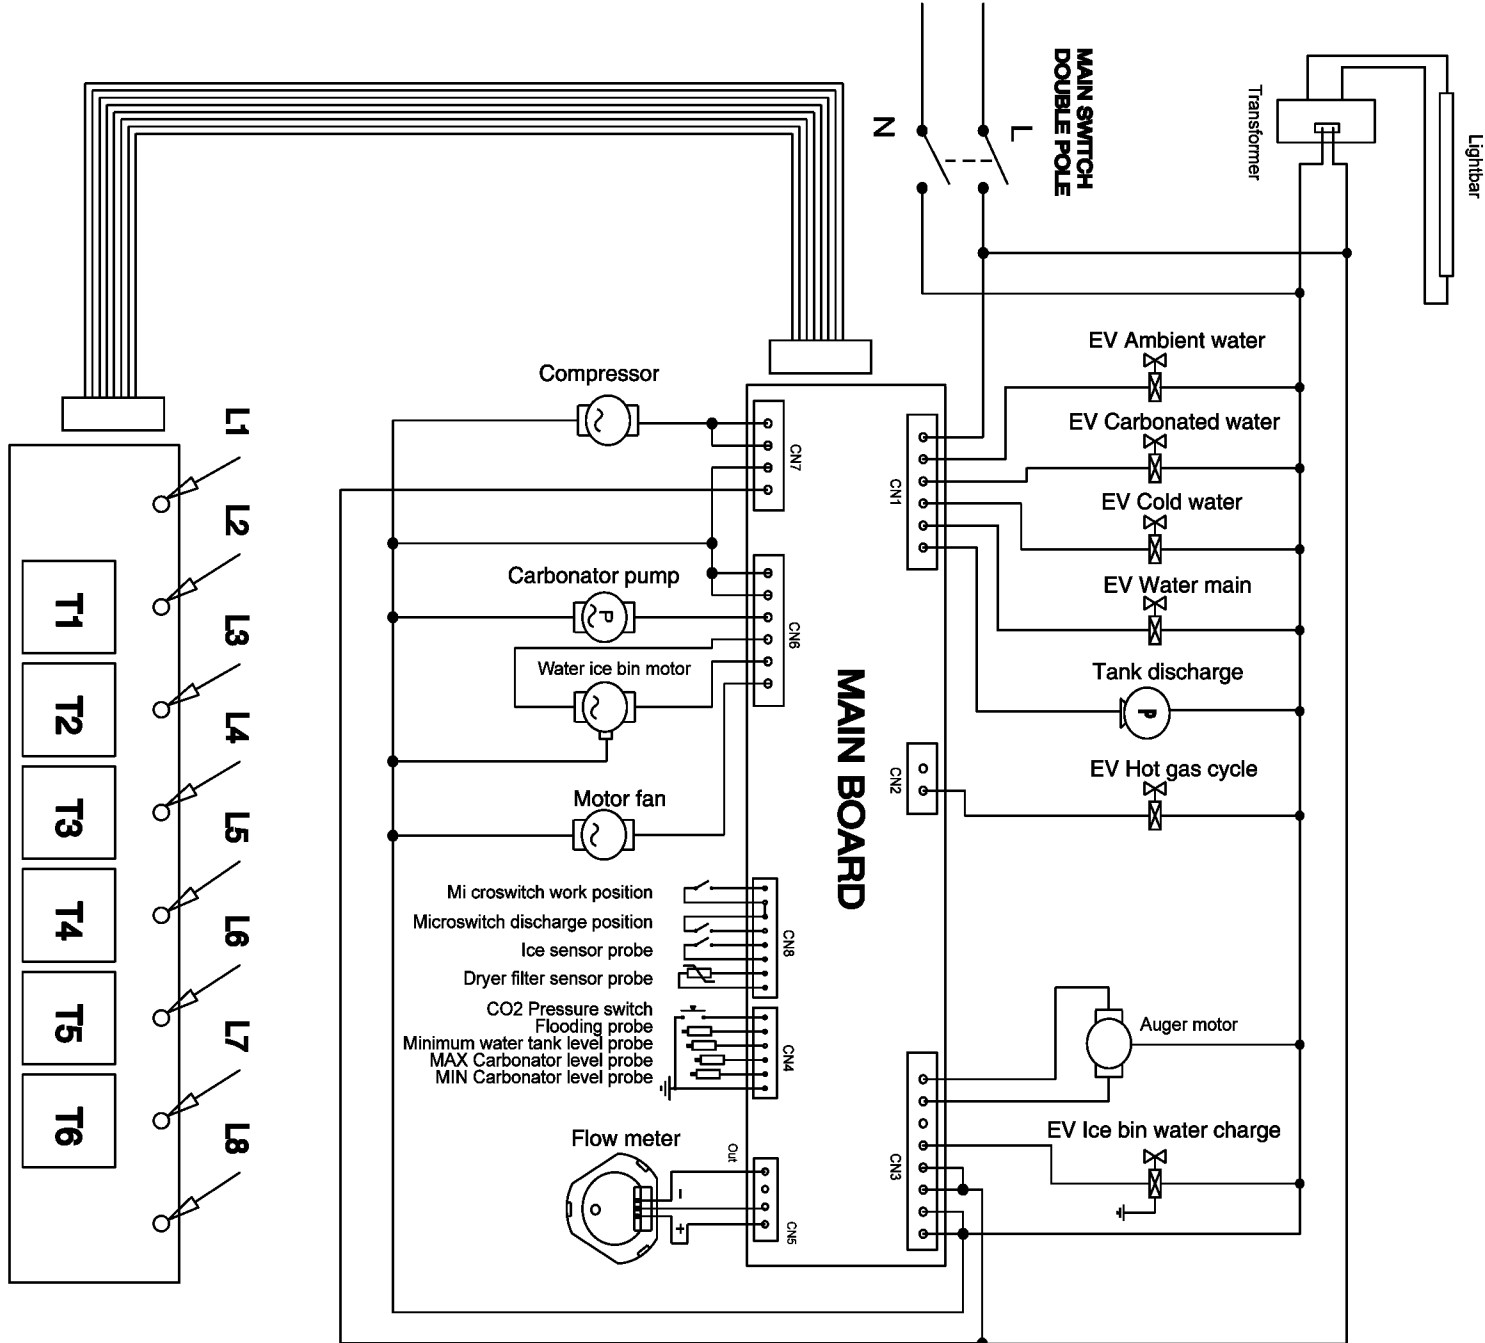 MAIN SWITCH
DOUBLE POLE
N
L
Transformer
Lightbar
EV Ambient water
EV Carbonated water
EV Cold water
EV Water main
Tank discharge
P
EV Hot gas cycle
Auger motor
EV Ice bin water charge
Compressor
Carbonator pump
P
Water ice bin motor
Motor fan
Mi croswitch work position
Microswitch discharge position
Ice sensor probe
Dryer filter sensor probe
CO2 Pressure switch
Flooding probe
Minimum water tank level probe
MAX Carbonator level probe
MIN Carbonator level probe
Flow meter
Out
-
+
MAIN BOARD
CN7
CN6
CN8
CN4
CN5
CN1
CN2
CN3
L1
L2
L3
L4
L5
L6
L7
L8
T1
T2
T3
T4
T5
T6